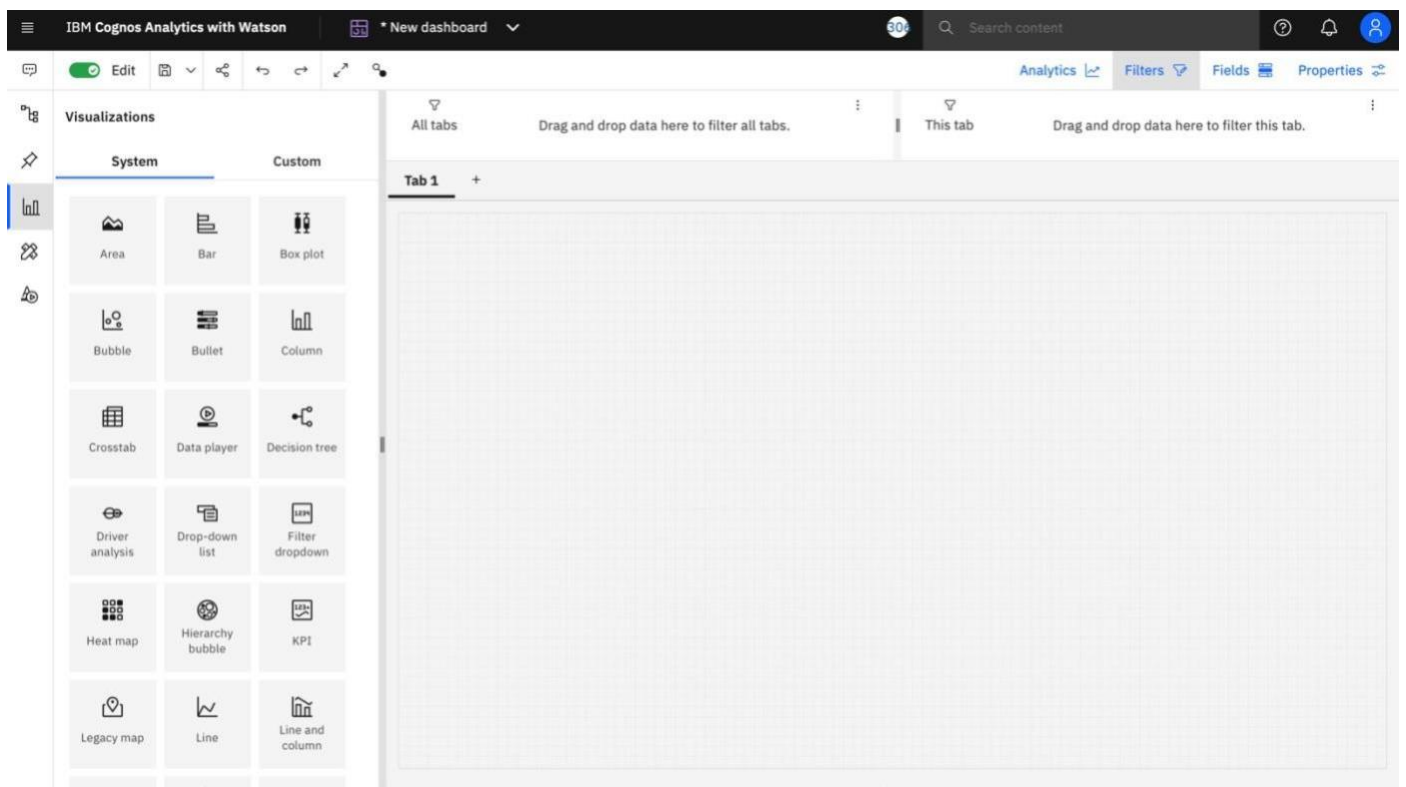 IBM Cognos Analytics with Watson
* New dashboard
306
Search content
Edit
Analytics
Filters
Fields
Properties
Visualizations
System
Custom
All tabs
Drag and drop data here to filter all tabs.
This tab
Drag and drop data here to filter this tab.
Tab 1
+
Area
Bar
Box plot
Bubble
Bullet
Column
Crosstab
Data player
Decision tree
Driver
analysis
Drop-down
list
Filter
dropdown
Heat map
Hierarchy
bubble
KPI
Legacy map
Line
Line and
column